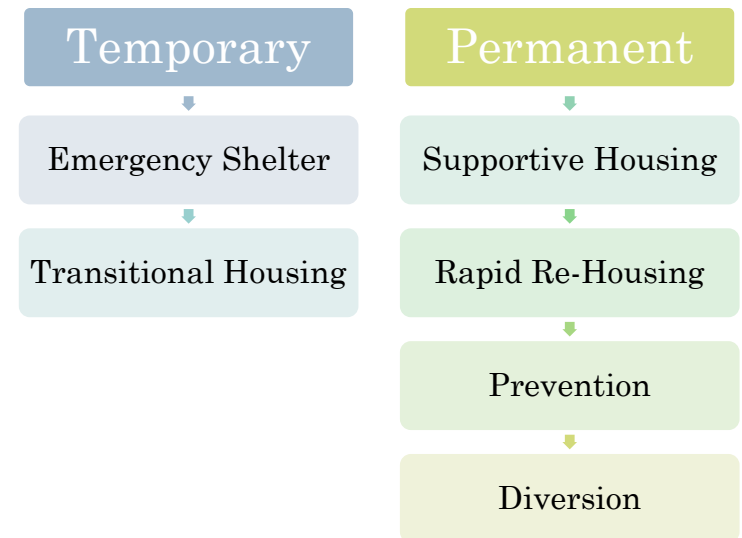 Temporary
Emergency Shelter
Transitional Housing
Permanent
Supportive Housing
Rapid Re-Housing
Prevention
Diversion